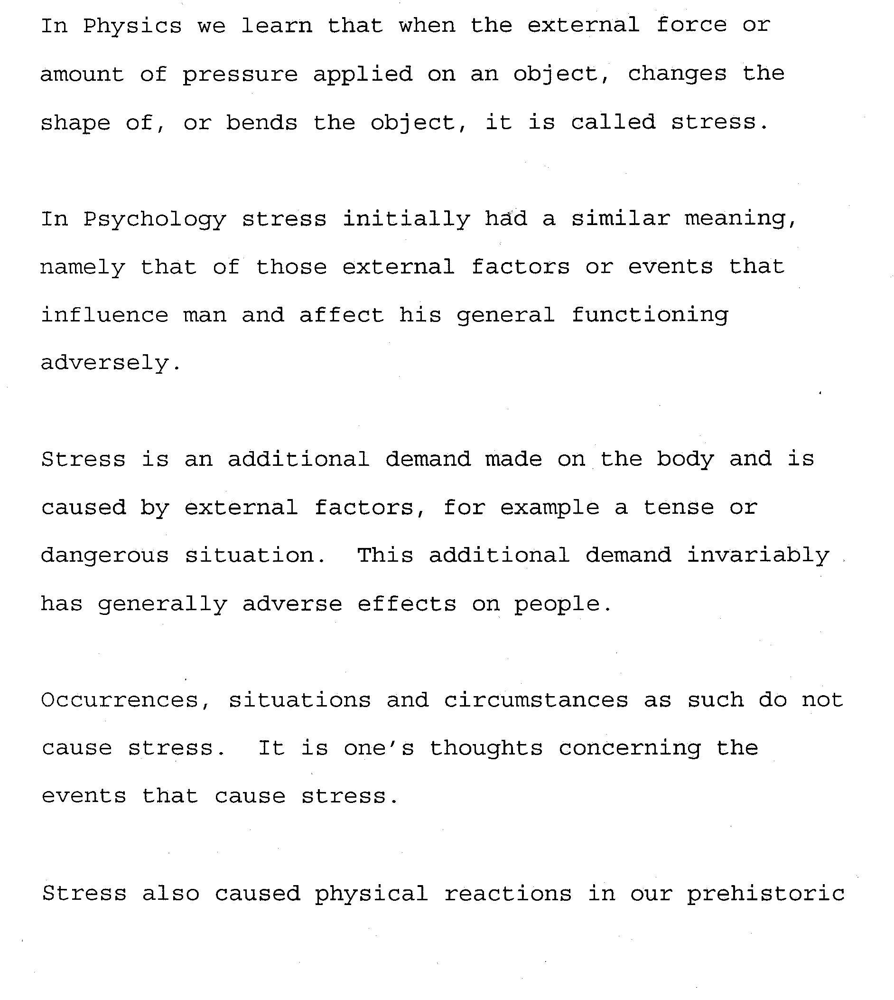 In Physics we learn that when the external force or
amount of pressure applied on an object, changes the
shape of, or bends the object, it is called stress.
In Psychology stress initially had a similar meaning,
namely that of those external factors or events that
influence man and affect his general functioning
adversely.
Stress is an additional demand made on the body and is
caused by external factors, for example a tense or
dangerous situation.  This additional demand invariably
has generally adverse effects on people.
Occurrences, situations and circumstances as such do not
cause stress.  It is one's thoughts concerning the
events that cause stress.
Stress also caused physical reactions in our prehistoric